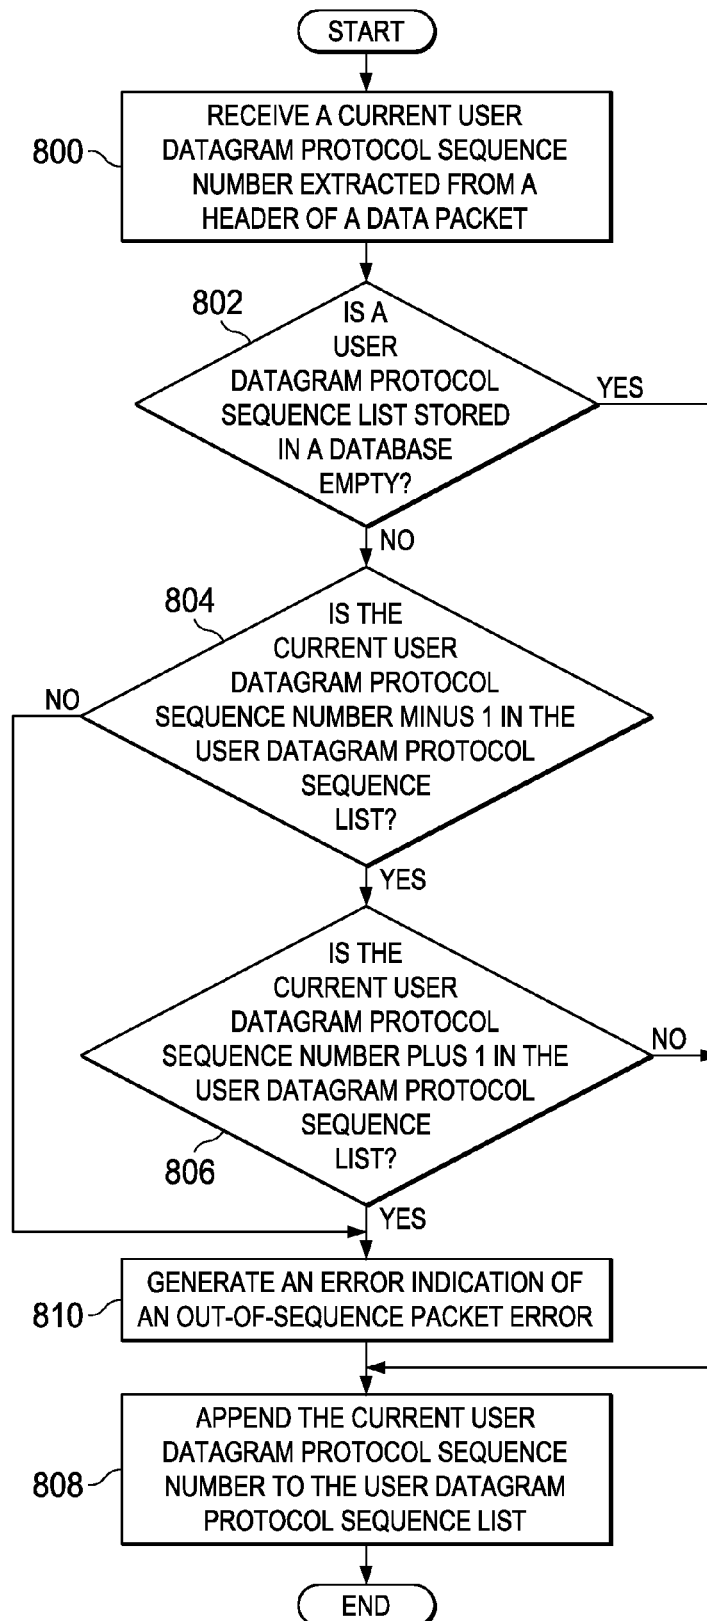 START
800
RECEIVE A CURRENT USER
DATAGRAM PROTOCOL SEQUENCE
NUMBER EXTRACTED FROM A
HEADER OF A DATA PACKET
802
IS A
USER
DATAGRAM PROTOCOL
SEQUENCE LIST STORED
IN A DATABASE
EMPTY?
YES
NO
804
IS THE
CURRENT USER
DATAGRAM PROTOCOL
SEQUENCE NUMBER MINUS 1 IN THE
USER DATAGRAM PROTOCOL
SEQUENCE
LIST?
NO
YES
IS THE
CURRENT USER
DATAGRAM PROTOCOL
SEQUENCE NUMBER PLUS 1 IN THE
USER DATAGRAM PROTOCOL
SEQUENCE
LIST?
NO
806
YES
810
GENERATE AN ERROR INDICATION OF
AN OUT-OF-SEQUENCE PACKET ERROR
808
APPEND THE CURRENT USER
DATAGRAM PROTOCOL SEQUENCE
NUMBER TO THE USER DATAGRAM
PROTOCOL SEQUENCE LIST
END